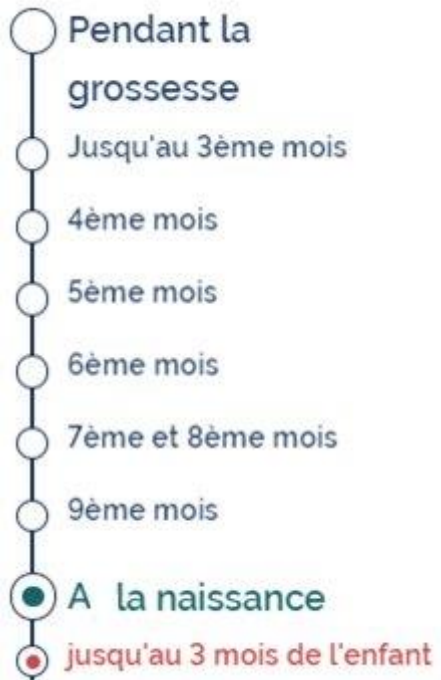 Pendant la
grossesse
Jusqu'au 3ème mois
4ème mois
5ème mois
6ème mois
7ème et 8ème mois
9ème mois
A la naissance
jusqu'au 3 mois de l'enfant